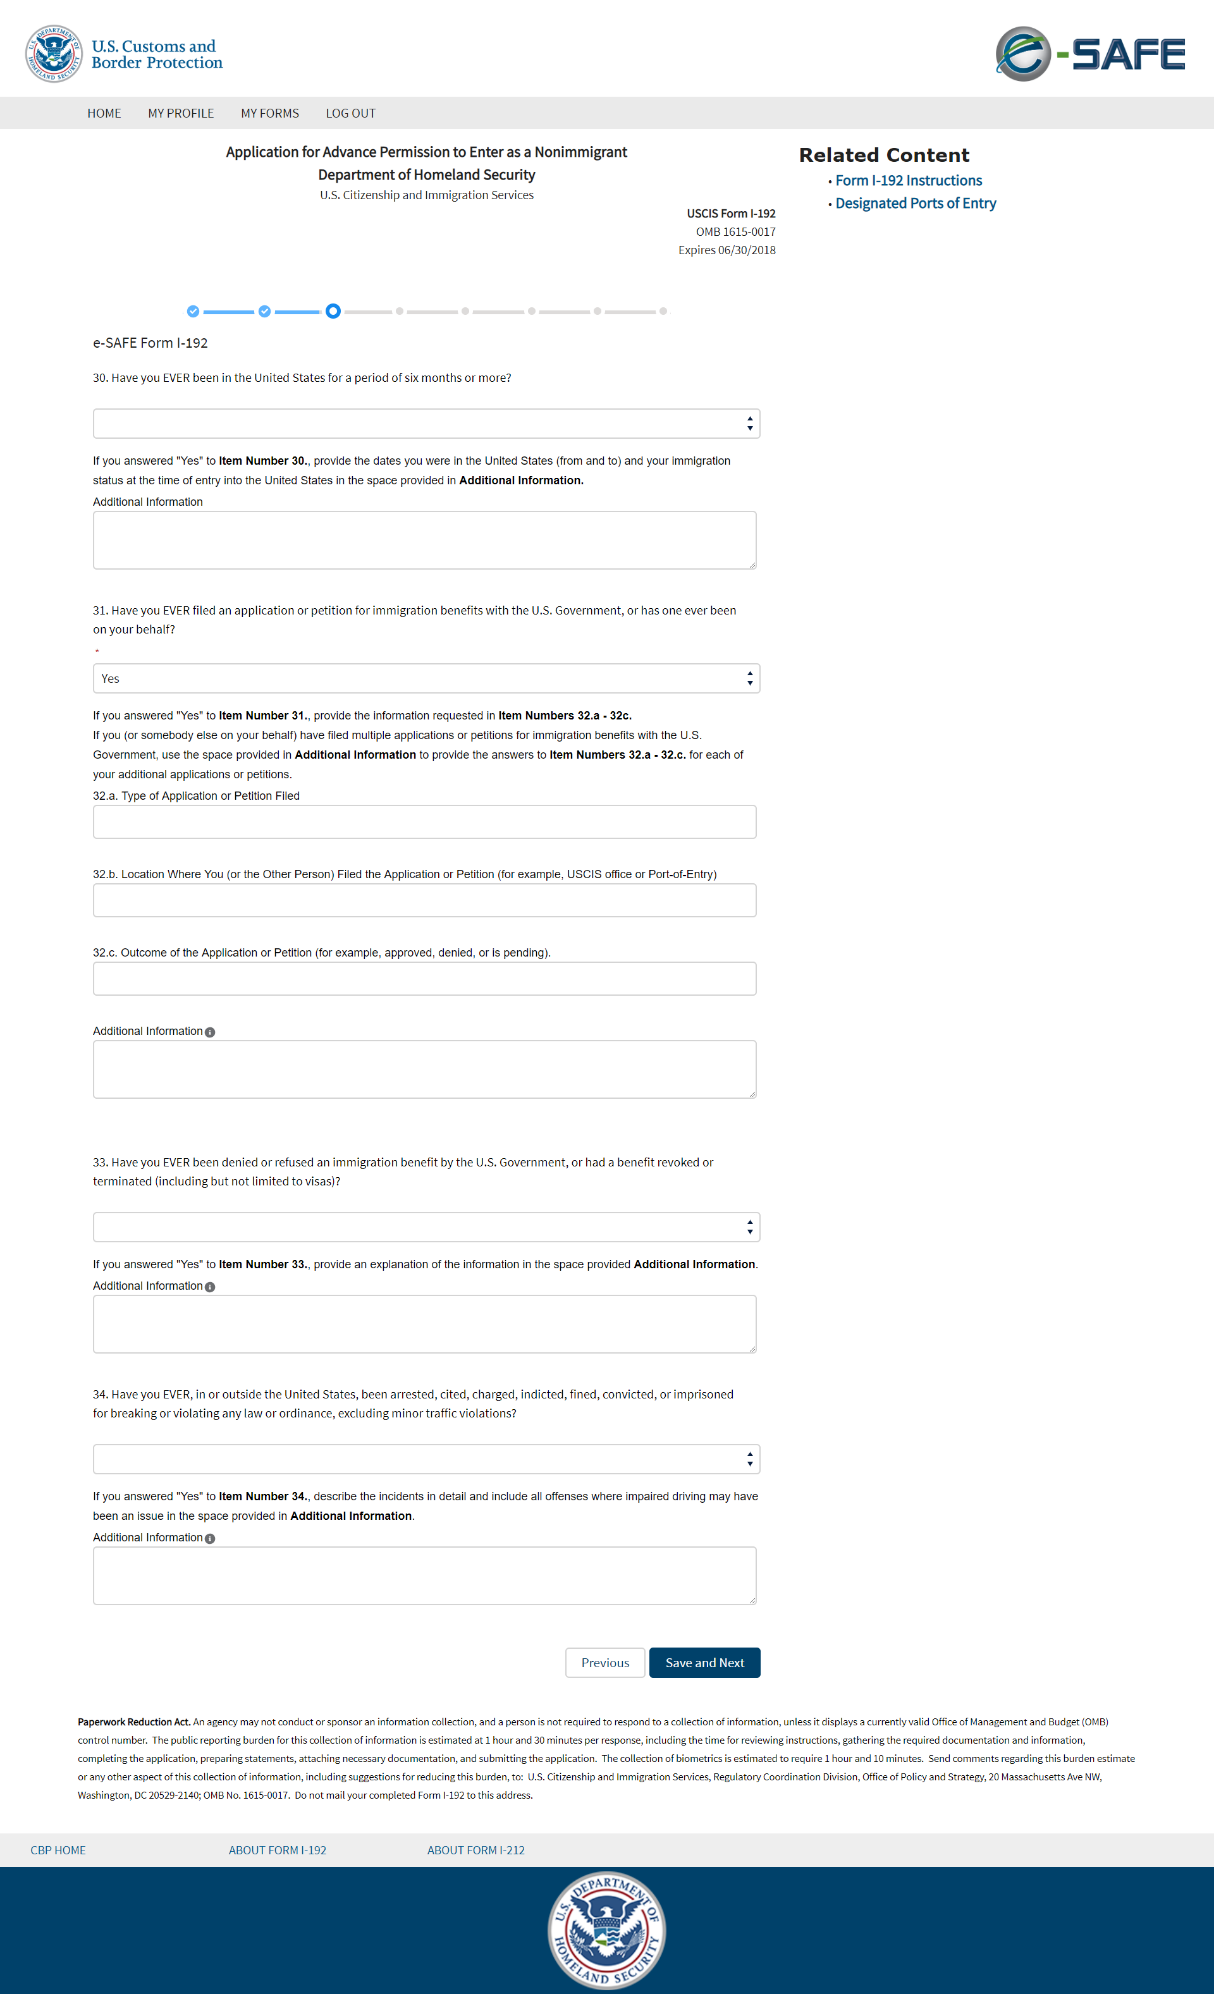 U.S. Customs and
Border Protection
e-SAFE
HOME MY PROFILE MY FORMS LOG OUT
Application for Advance Permission to Enter as a Nonimmigrant
Department of Homeland Security
U.S. Citizenship and Immigration Services
USCIS Form I-192
OMB 1615-0017
Expires 06/30/2018
Related Content
• Form I-192 Instructions
• Designated Ports of Entry
e-SAFE Form I-192
30. Have you EVER been in the United States for a period of six months or more?
If you answered "Yes" to Item Number 30., provide the dates you were in the United States (from and to) and your immigration
status at the time of entry into the United States in the space provided in Additional Information.
Additional Information
31. Have you EVER filed an application or petition for immigration benefits with the U.S. Government, or has one ever been
on your behalf?
*
Yes
If you answered "Yes" to Item Number 31., provide the information requested in Item Numbers 32.a - 32c.
If you (or somebody else on your behalf) have filed multiple applications or petitions for immigration benefits with the U.S.
Government, use the space provided in Additional Information to provide the answers to Item Numbers 32.a - 32.c. for each of
your additional applications or petitions.
32.a. Type of Application or Petition Filed
32.b. Location Where You (or the Other Person) Filed the Application or Petition (for example, USCIS office or Port-of-Entry)
32.c. Outcome of the Application or Petition (for example, approved, denied, or is pending).
Additional Information
33. Have you EVER been denied or refused an immigration benefit by the U.S. Government, or had a benefit revoked or
terminated (including but not limited to visas)?
If you answered "Yes" to Item Number 33., provide an explanation of the information in the space provided Additional Information.
Additional Information
34. Have you EVER, in or outside the United States, been arrested, cited, charged, indicted, fined, convicted, or imprisoned
for breaking or violating any law or ordinance, excluding minor traffic violations?
If you answered "Yes" to Item Number 34., describe the incidents in detail and include all offenses where impaired driving may have
been an issue in the space provided in Additional Information.
Additional Information
Previous Save and Next
Paperwork Reduction Act. An agency may not conduct or sponsor an information collection, and a person is not required to respond to a collection of information, unless it displays a currently valid Office of Management and Budget (OMB)
control number. The public reporting burden for this collection of information is estimated at 1 hour and 30 minutes per response, including the time for reviewing instructions, gathering the required documentation and information,
completing the application, preparing statements, attaching necessary documentation, and submitting the application. The collection of biometrics is estimated to require 1 hour and 10 minutes. Send comments regarding this burden estimate
or any other aspect of this collection of information, including suggestions for reducing this burden, to: U.S. Citizenship and Immigration Services, Regulatory Coordination Division, Office of Policy and Strategy, 20 Massachusetts Ave NW,
Washington, DC 20529-2140; OMB No. 1615-0017. Do not mail your completed Form I-192 to this address.
CBP HOME ABOUT FORM I-192 ABOUT FORM I-212
U.S. DEPARTMENT OF
HOMELAND SECURITY